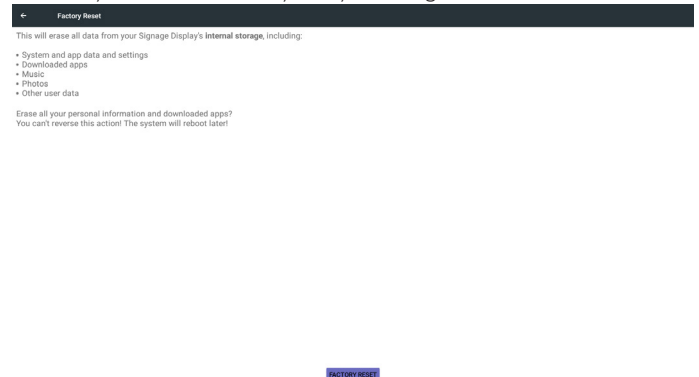 Factory Reset
This will erase all data from your Signage Display's internal storage, including:
• System and app data and settings
• Downloaded apps
• Music
• Photos
• Other user data
Erase all your personal information and downloaded apps?
You can't reverse this action! The system will reboot later!
FACTORY RESET